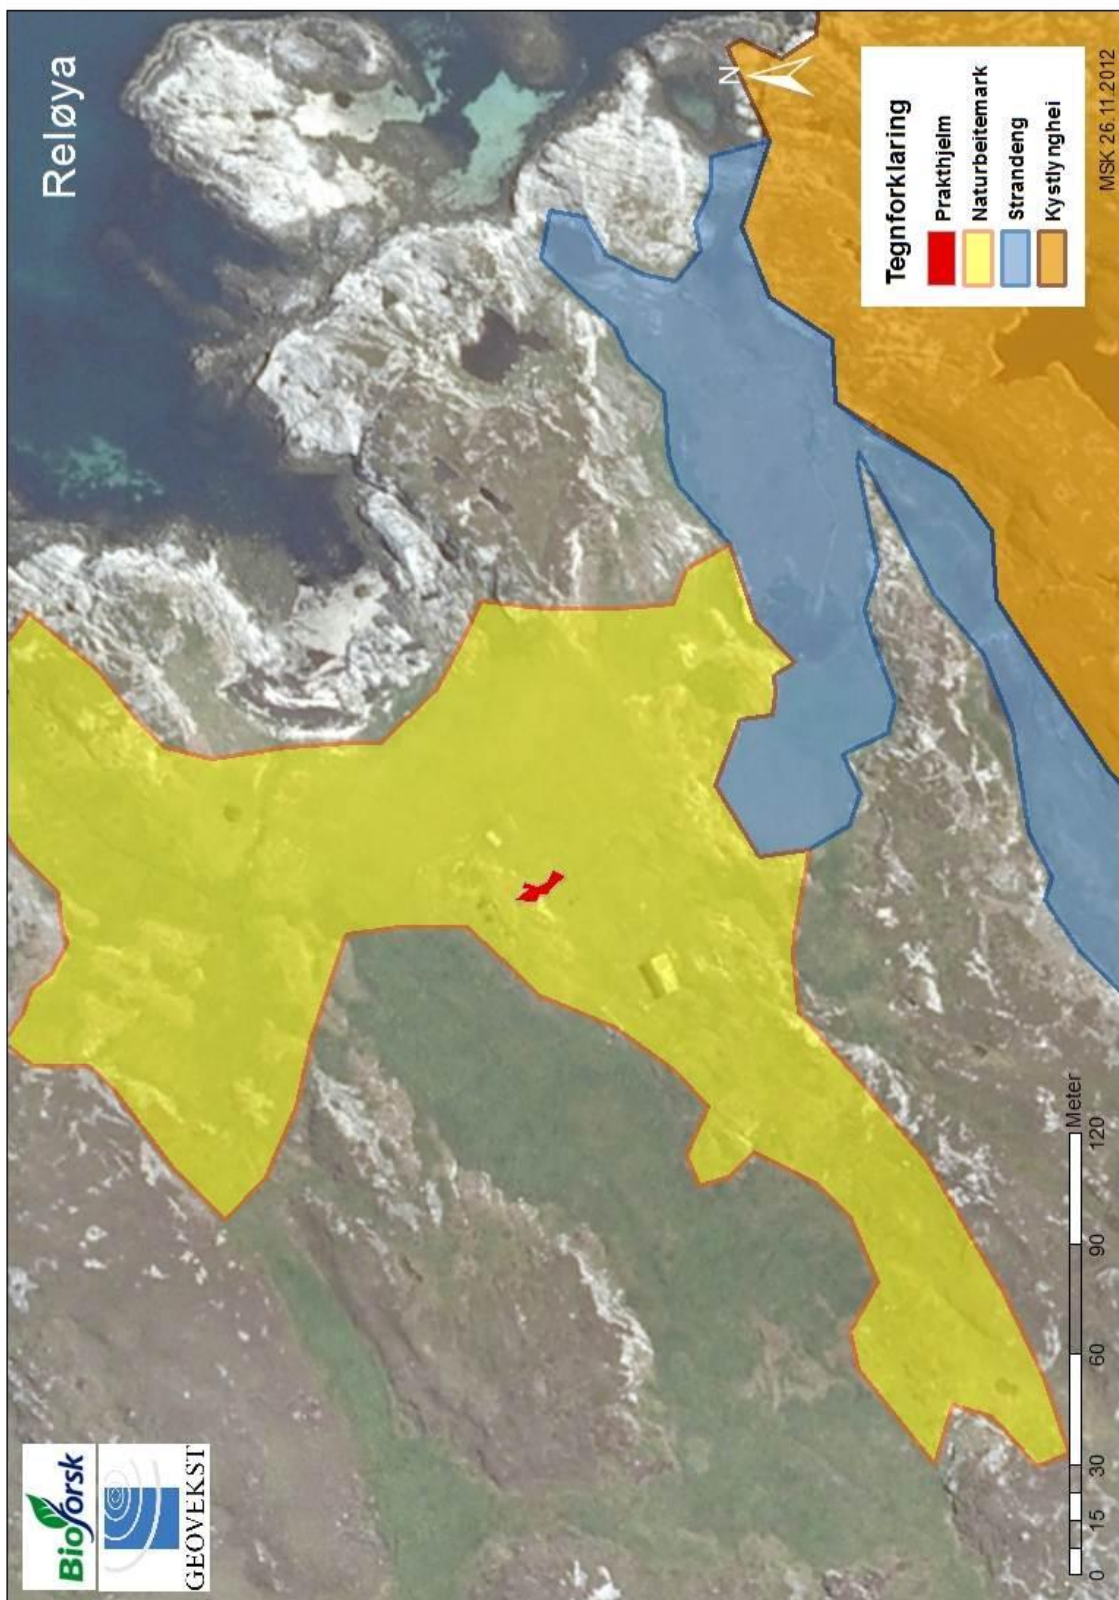 Reløya
Bioforsk
GEOVEKST
N
Tegnforklaring
Prakthjelm
Naturbeitemark
Strandeng
Kystlynghei
0 15 30 60 90 120
Meter
MSK 26.11.2012